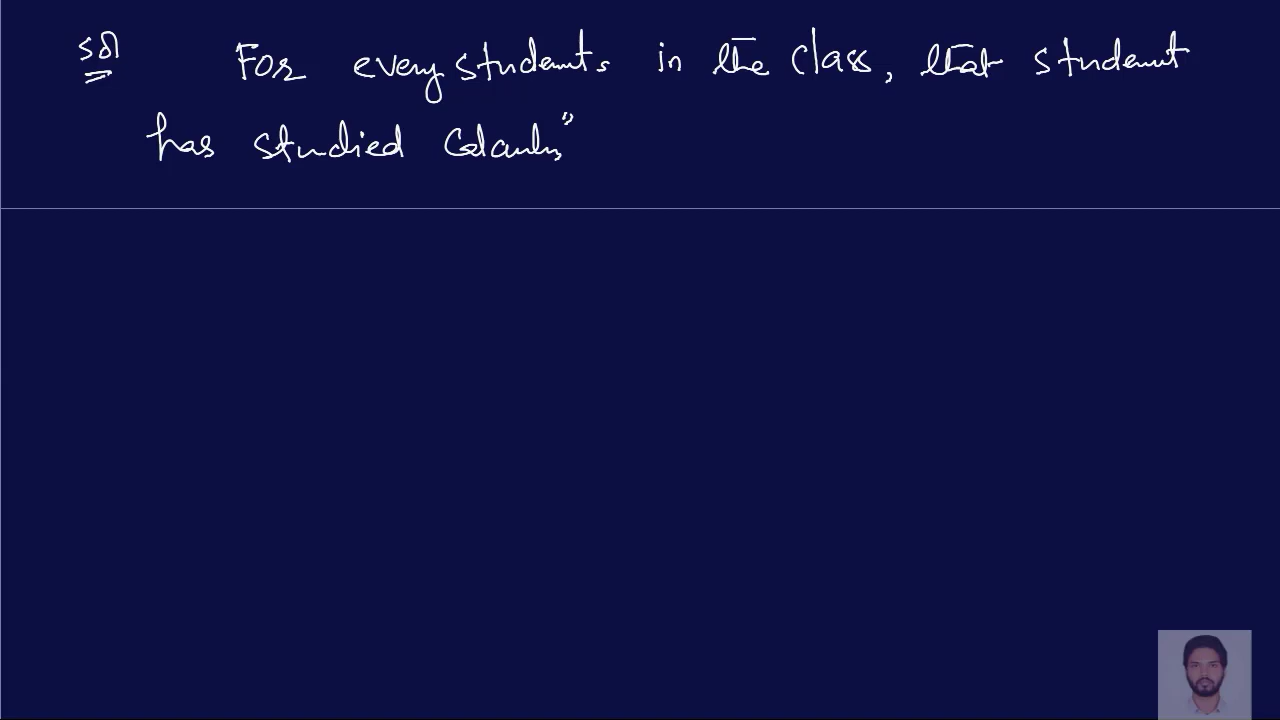 sol For every students in the class, that student
has studied Calculus"